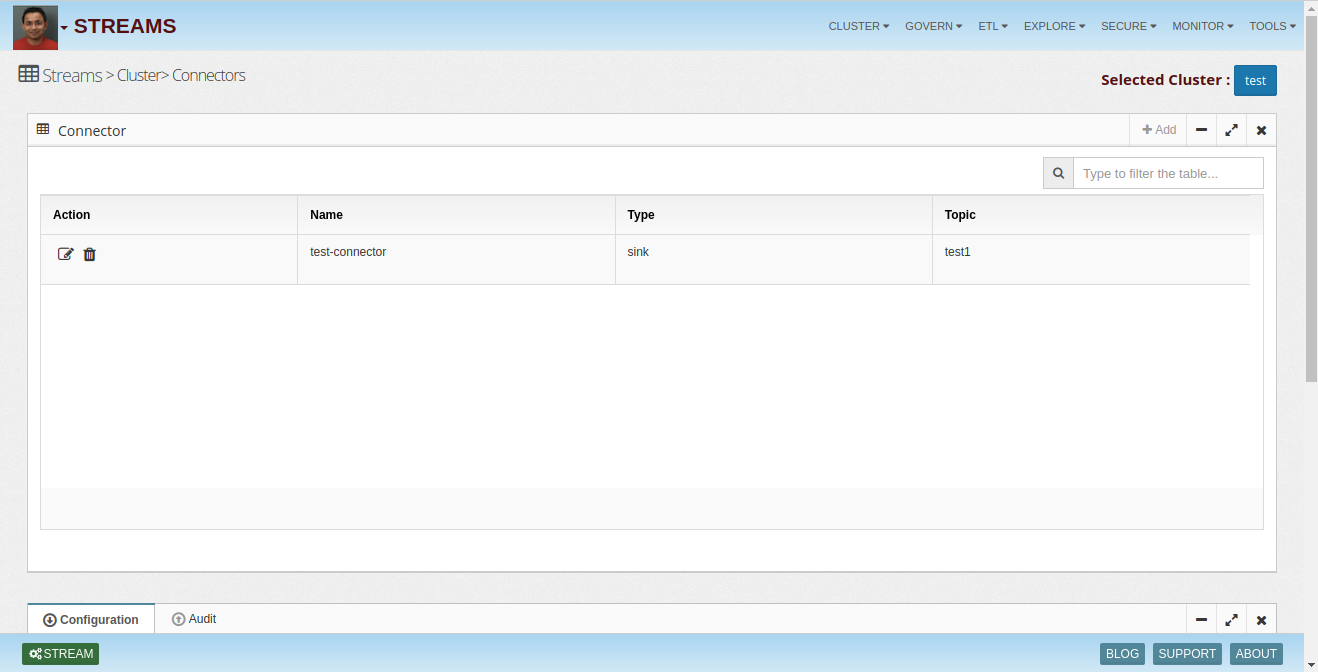 STREAMS CLUSTER GOVERN ETL EXPLORE SECURE MONITOR TOOLS
Streams > Cluster> Connectors
Selected Cluster : test
Connector
Add
Type to filter the table...
Action Name Type Topic
test-connector sink test1
Configuration Audit
STREAM BLOG SUPPORT ABOUT